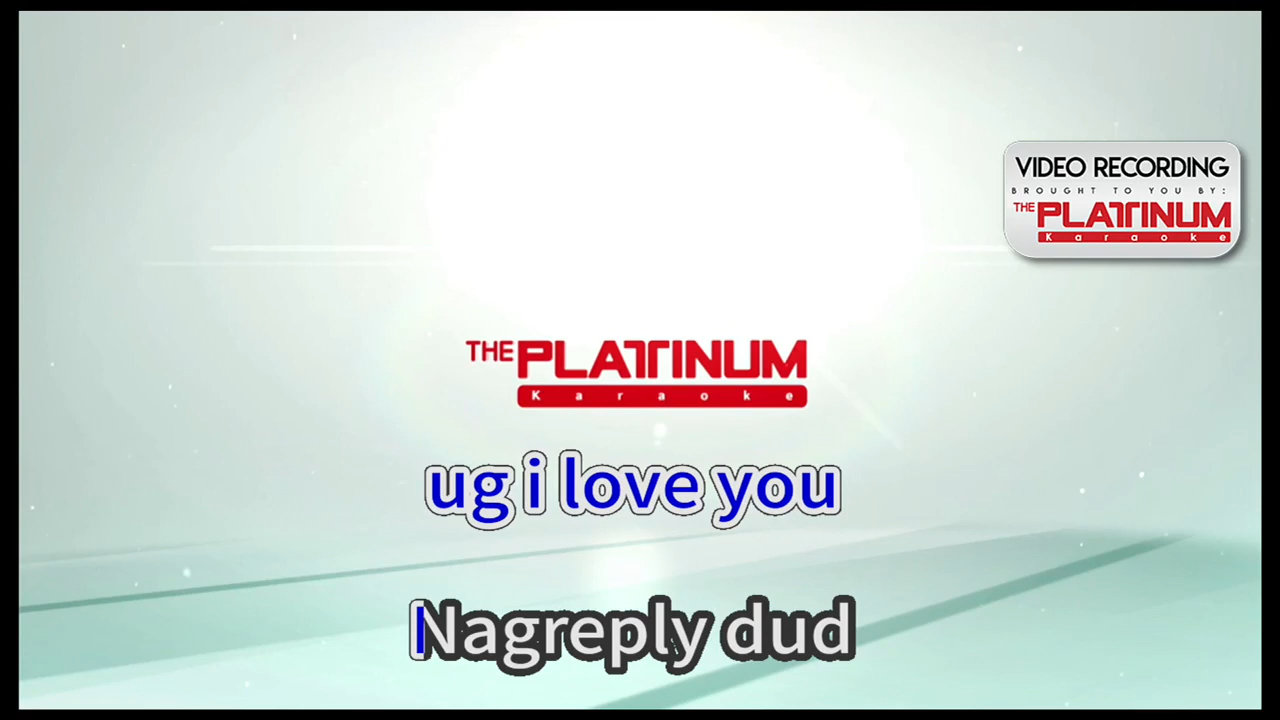 VIDEO RECORDING
BROUGHT TO YOU BY:
THE PLATINUM
Karaoke
THE PLATINUM
Karaoke
ug i love you
Nagreply dud